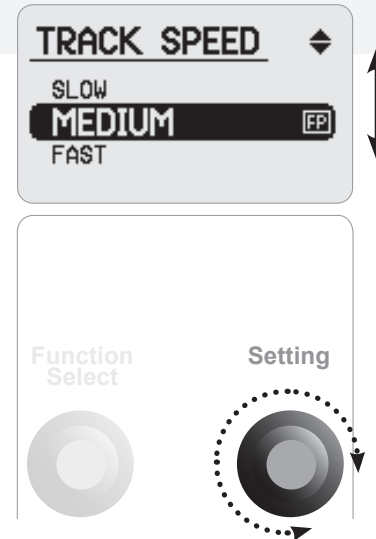 TRACK SPEED
SLOW
MEDIUM FP
FAST
Function
Select
Setting